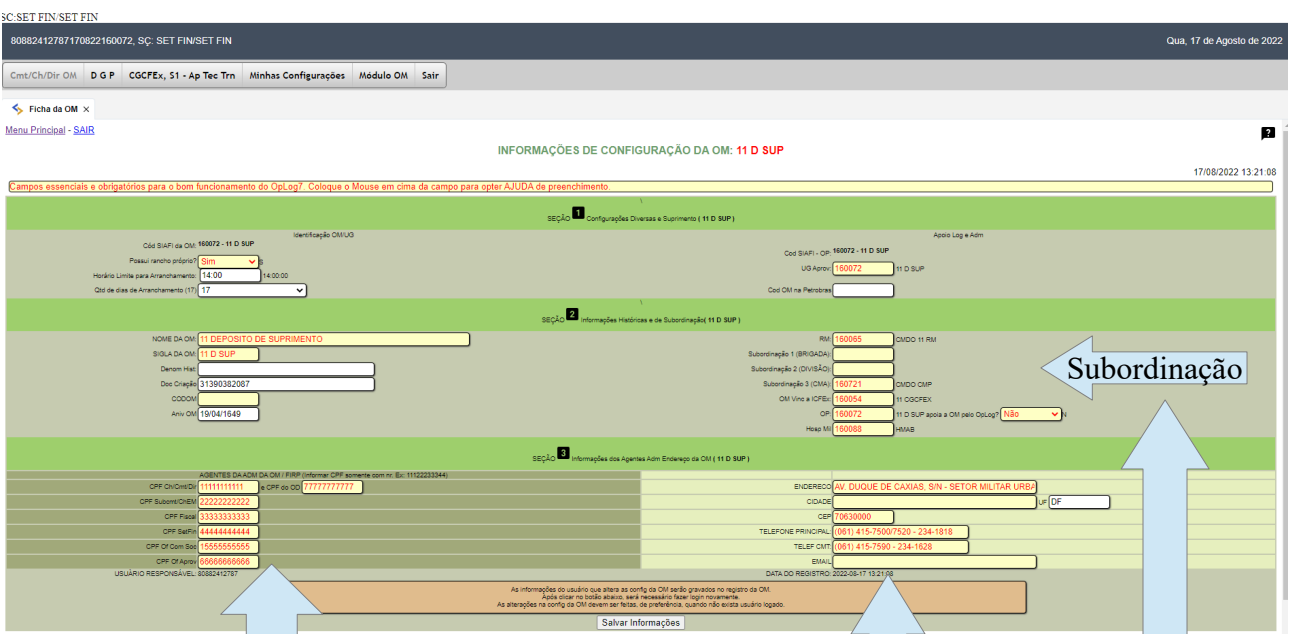 SC:SET FIN/SET FIN
80882412787170822160072, SÇ: SET FIN/SET FIN Qua, 17 de Agosto de 2022
Cmt/Ch/Dir OM D G P CGCFEx, S1 - Ap Tec Trn Minhas Configurações Módulo OM Sair
Ficha da OM ×
Menu Principal - SAIR
INFORMAÇÕES DE CONFIGURAÇÃO DA OM: 11 D SUP
17/08/2022 13:21:08
Campos essenciais e obrigatórios para o bom funcionamento do OpLog7. Coloque o Mouse em cima da campo para opter AJUDA de preenchimento.
\
SEÇÃO 1 Configurações Diversas e Suprimento ( 11 D SUP )
Identificação OM/UG Apoio Log e Adm
Cód SIAFI da OM: 160072 - 11 D SUP Cod SIAFI - OP: 160072 - 11 D SUP
Possui rancho próprio? Sim S UG Aprov: 160072 11 D SUP
Horário Limite para Arranchamento: 14:00 14:00:00
Qtd de dias de Arranchamento (17) 17 Cod OM na Petrobras
\
SEÇÃO 2 Informações Históricas e de Subordinação( 11 D SUP )
NOME DA OM: 11 DEPOSITO DE SUPRIMENTO RM: 160065 CMDO 11 RM
SIGLA DA OM: 11 D SUP Subordinação 1 (BRIGADA):
Denom Hist: Subordinação 2 (DIVISÃO):
Subordinação
Doc Criação 31390382087 Subordinação 3 (CMA): 160721 CMDO CMP
CODOM OM Vinc a ICFEx: 160054 11 CGCFEX
Aniv OM 19/04/1649 OP: 160072 11 D SUP apoia a OM pelo OpLog? Não N
Hosp Mil 160088 HMAB
SEÇÃO 3 Informações dos Agentes Adm Endereço da OM ( 11 D SUP )
AGENTES DA ADM DA OM / FIRP (Informar CPF somente com nr. Ex: 11122233344)
CPF Ch/Cmt/Dir 11111111111 e CPF do OD 77777777777 ENDERECO AV. DUQUE DE CAXIAS, S/N - SETOR MILITAR URBA
CPF Subcmt/ChEM 22222222222 CIDADE UF DF
CPF Fiscal 33333333333 CEP 70630000
CPF SetFin 44444444444 TELEFONE PRINCIPAL: (061) 415-7500/7520 - 234-1818
CPF Of Com Soc 15555555555 TELEF CMT: (061) 415-7590 - 234-1628
CPF Of Aprov 66666666666 EMAIL
USUÁRIO RESPONSÁVEL: 80882412787 DATA DO REGISTRO: 2022-08-17 13:21:08
As informações do usuário que altera as config da OM serão gravados no registro da OM.
Após clicar no botão abaixo, será necessário fazer login novamente.
As alterações na config da OM devem ser feitas, de preferência, quando não exista usuário logado.
Salvar Informações